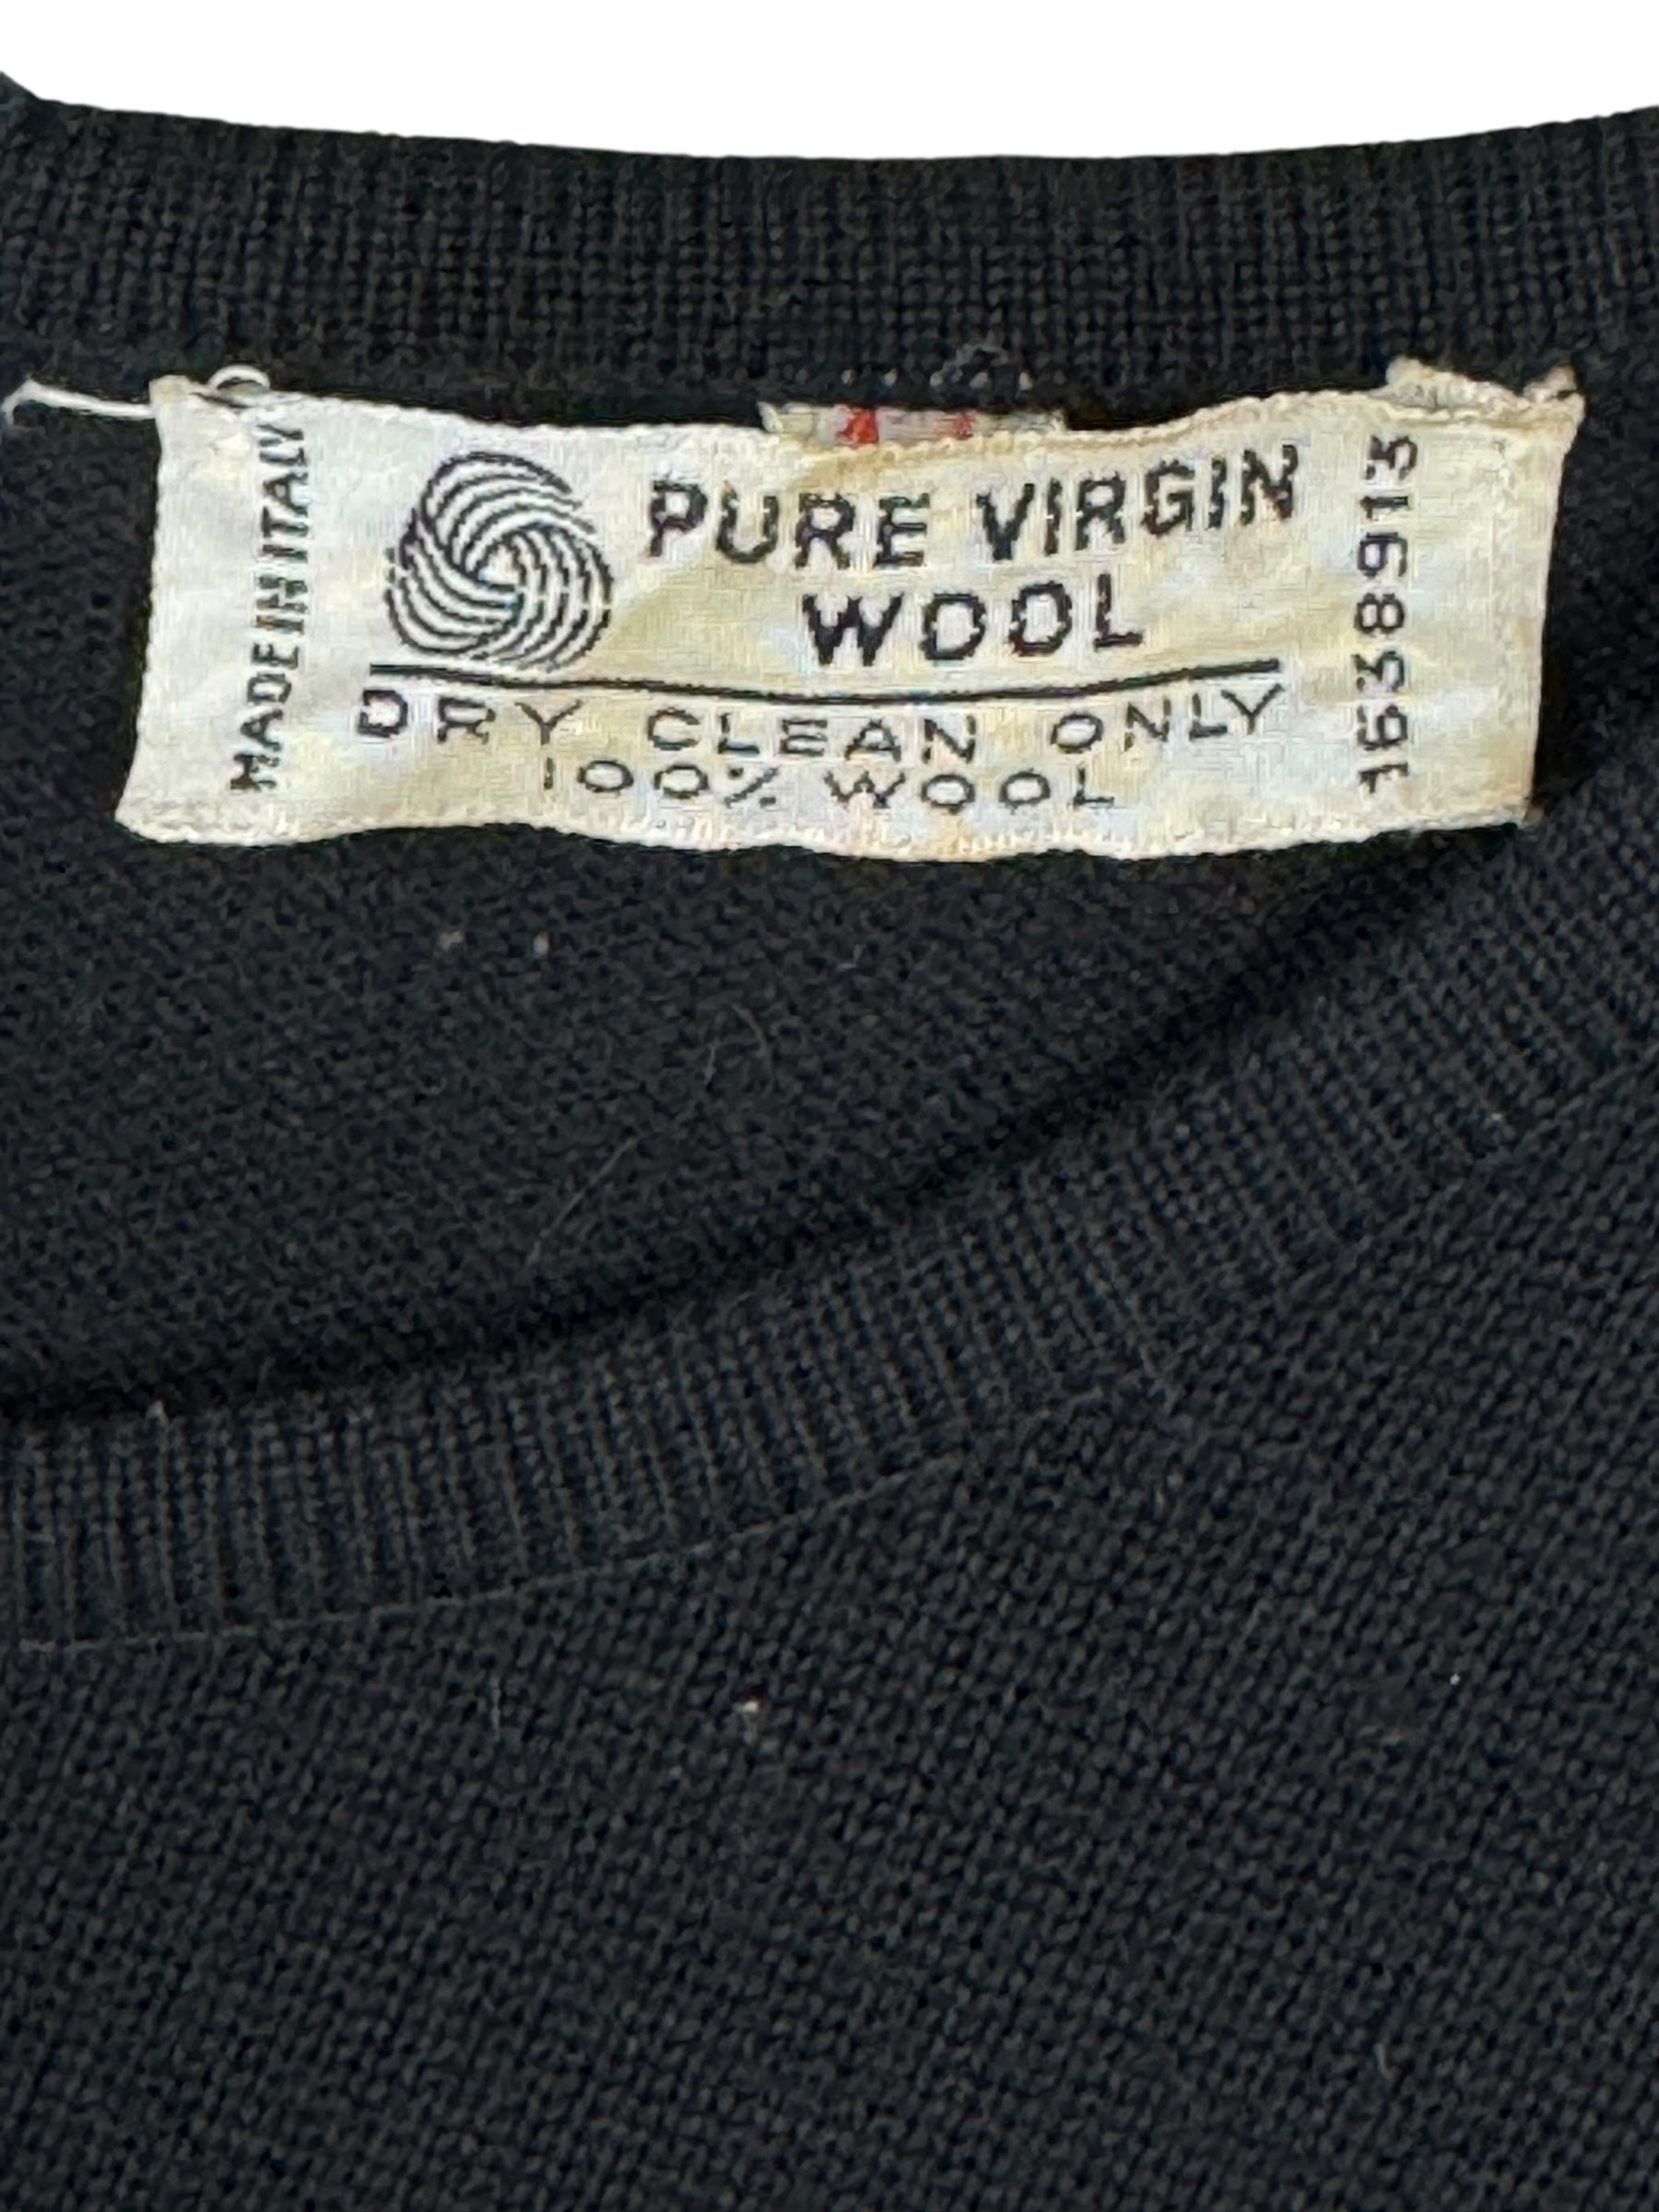 MADE IN ITALY
PURE VIRGIN
WOOL
DRY CLEAN ONLY
100% WOOL
1638913